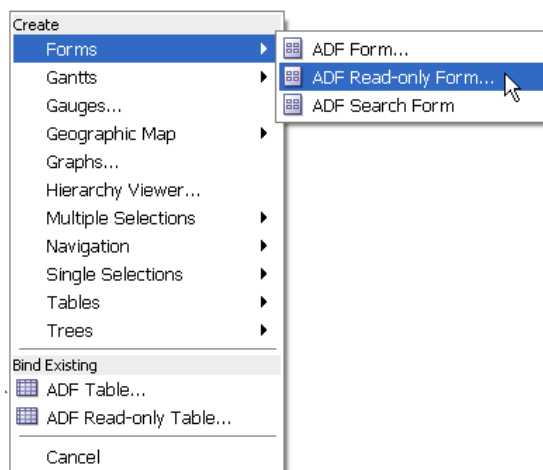 Create
Forms
Gantts
Gauges...
Geographic Map
Graphs...
Hierarchy Viewer...
Multiple Selections
Navigation
Single Selections
Tables
Trees
Bind Existing
ADF Table...
ADF Read-only Table...
Cancel
ADF Form...
ADF Read-only Form...
ADF Search Form